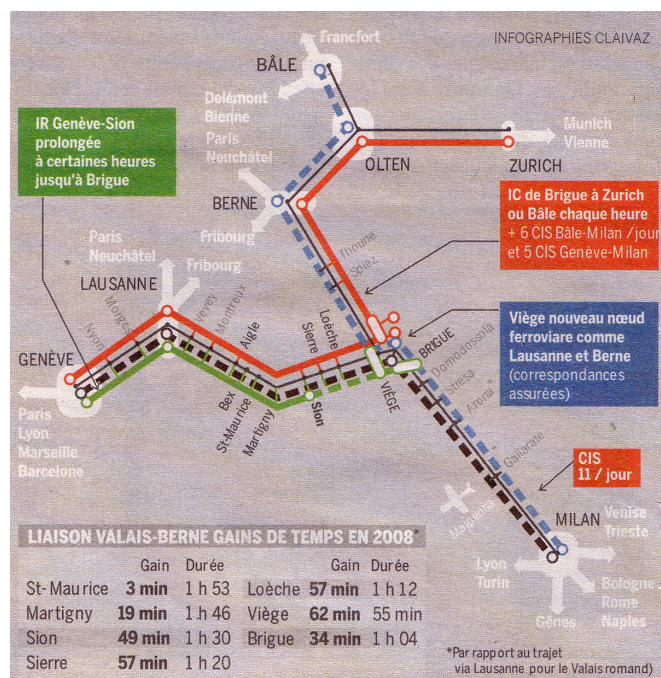 INFOGRAPHIES CLAIVAZ
Francfort
BÂLE
Delémont
Bienne
Paris
Neuchâtel
IR Genève-Sion
prolongée
à certaines heures
jusqu'à Brigue
Munich
Vienne
OLTEN
ZURICH
BERNE
Fribourg
IC de Brigue à Zurich
ou Bâle chaque heure
+ 6 CIS Bâle-Milan /jour
et 5 CIS Genève-Milan
Thoune
Spiez
Paris
Neuchâtel
Fribourg
LAUSANNE
Nyon
Morges
Vevey
Montreux
Aigle
Bex
St-Maurice
Martigny
Sion
Sierre
Loèche
VIÈGE
BRIGUE
Viège nouveau nœud
ferroviaire comme
Lausanne et Berne
(correspondances
assurées)
GENÈVE
Paris
Lyon
Marseille
Barcelone
Domodossola
Stresa
Arona
Gallarate
Malpensa
CIS
11 / jour
MILAN
Venise
Trieste
Lyon
Turin
Bologne
Rome
Naples
Gênes
LIAISON VALAIS-BERNE GAINS DE TEMPS EN 2008*
Gain Durée Gain Durée
St-Maurice 3 min 1 h 53 Loèche 57 min 1 h 12
Martigny 19 min 1 h 46 Viège 62 min 55 min
Sion 49 min 1 h 30 Brigue 34 min 1 h 04
Sierre 57 min 1 h 20
*Par rapport au trajet
via Lausanne pour le Valais romand)